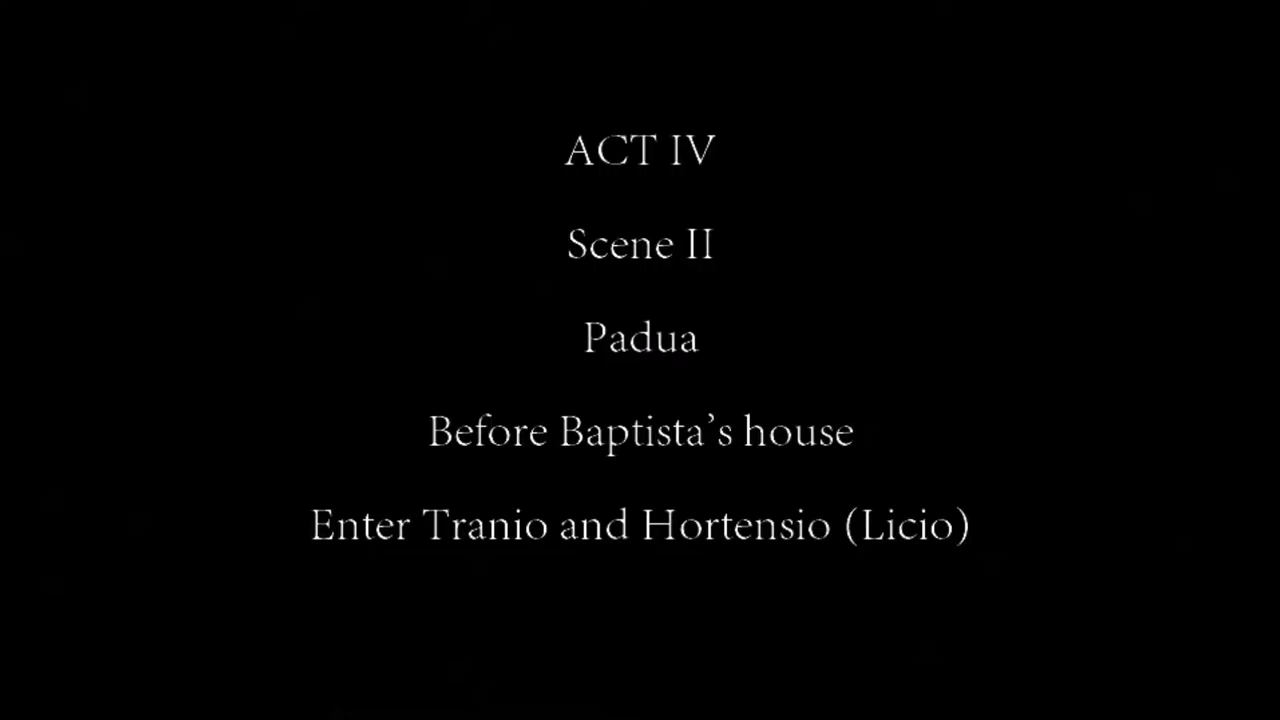 ACT IV
Scene II
Padua
Before Baptista’s house
Enter Tranio and Hortensio (Licio)